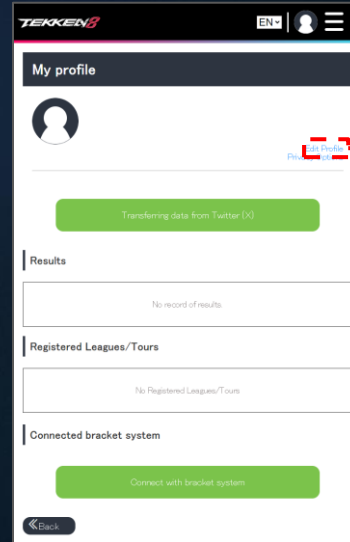 TEKKEN8
EN
My profile
Edit Profile
Transferring data from Twitter (X)
Results
No record of results
Registered Leagues/Tours
No Registered Leagues/Tours
Connected bracket system
Connect with bracket system
Back